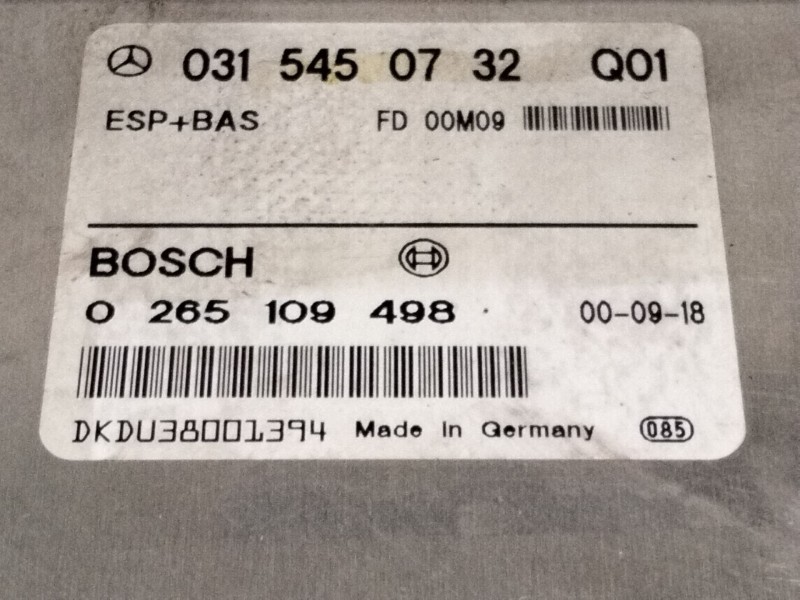 031 545 07 32 Q01
ESP+BAS FD 00M09
BOSCH
0 265 109 498 00-09-18
DKDU38001394 Made In Germany 085